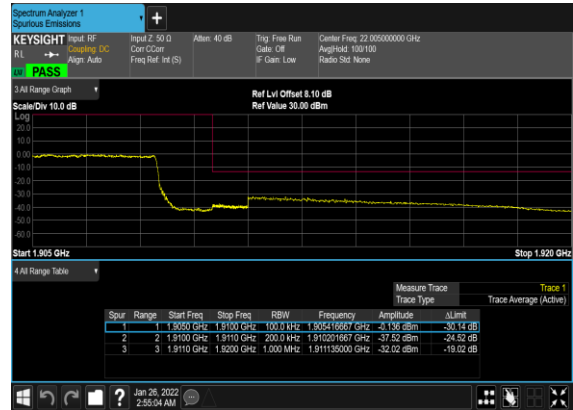 Spectrum Analyzer 1
Spurious Emissions
KEYSIGHT Input: RF Input Z: 50 Ω Atten: 40 dB Trig: Free Run Center Freq: 22.005000000 GHz
RL Coupling: DC Corr CCorr Gate: Off Avg|Hold: 100/100
Align: Auto Freq Ref: Int (S) IF Gain: Low Radio Std: None
PASS
3 All Range Graph Ref Lvl Offset 8.10 dB
Scale/Div 10.0 dB Ref Value 30.00 dBm
Log
20.0
10.0
0.00
-10.0
-20.0
-30.0
-40.0
-50.0
-60.0
Start 1.905 GHz Stop 1.920 GHz
4 All Range Table
Measure Trace Trace 1
Trace Type Trace Average (Active)
Spur Range Start Freq Stop Freq RBW Frequency Amplitude ΔLimit
1 1 1.9050 GHz 1.9100 GHz 100.0 kHz 1.905416667 GHz -0.136 dBm -30.14 dB
2 2 1.9100 GHz 1.9110 GHz 200.0 kHz 1.910201667 GHz -37.52 dBm -24.52 dB
3 3 1.9110 GHz 1.9200 GHz 1.000 MHz 1.911135000 GHz -32.02 dBm -19.02 dB
? Jan 26, 2022
2:55:04 AM